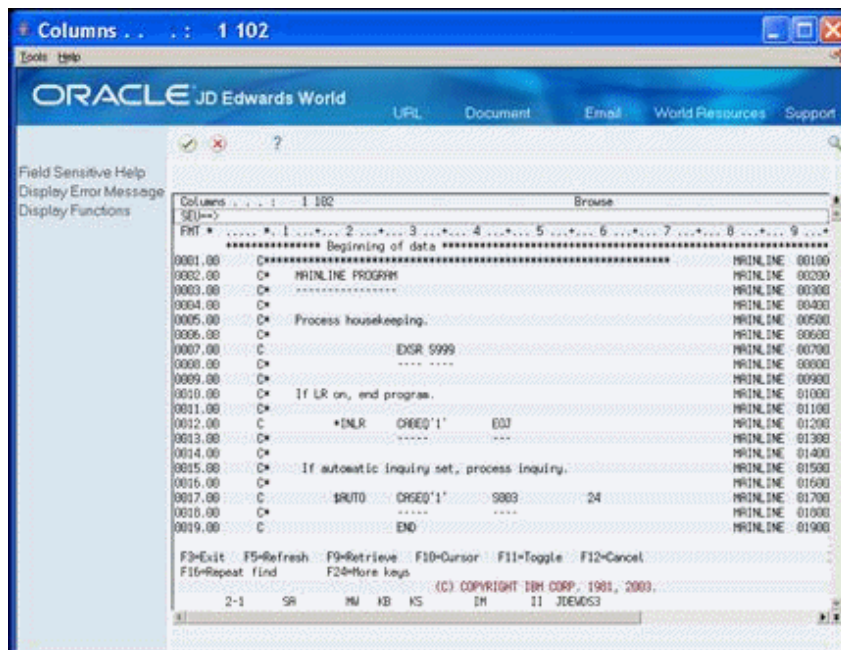 Columns . . . : 1 102
Tools Help
ORACLE JD Edwards World
URL Document Email World Resources Support
?
Field Sensitive Help
Display Error Message
Display Functions
Columns . . . : 1 102 Browse
SEU==>
FMT * ..... *. 1 ...+... 2 ...+... 3 ...+... 4 ...+... 5 ...+... 6 ...+... 7 ...+... 8 ...+... 9 ...+
*************** Beginning of data ***************
0001.00 C**************** MAINLINE 00100
0002.00 C* MAINLINE PROGRAM MAINLINE 00200
0003.00 C* ---------------- MAINLINE 00300
0004.00 C* MAINLINE 00400
0005.00 C* Process housekeeping. MAINLINE 00500
0006.00 C* MAINLINE 00600
0007.00 C EXSR S999 MAINLINE 00700
0008.00 C* ---- ---- MAINLINE 00800
0009.00 C* MAINLINE 00900
0010.00 C* If LR on, end program. MAINLINE 01000
0011.00 C* MAINLINE 01100
0012.00 C *INLR CABEQ'1' EOJ MAINLINE 01200
0013.00 C* ----- --- MAINLINE 01300
0014.00 C* MAINLINE 01400
0015.00 C* If automatic inquiry set, process inquiry. MAINLINE 01500
0016.00 C* MAINLINE 01600
0017.00 C $AUTO CASEQ'1' S003 24 MAINLINE 01700
0018.00 C* ----- ---- MAINLINE 01800
0019.00 C END MAINLINE 01900
F3=Exit F5=Refresh F9=Retrieve F10=Cursor F11=Toggle F12=Cancel
F16=Repeat find F24=More keys
(C) COPYRIGHT IBM CORP. 1981, 2003.
2-1 SA MW KB KS IM II JDEWDS3